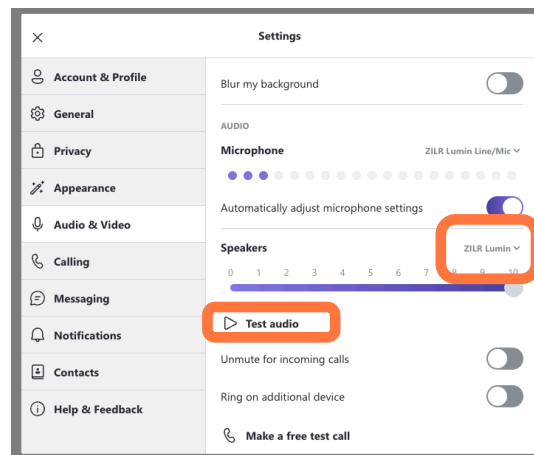 Settings
Account & Profile
General
Privacy
Appearance
Audio & Video
Calling
Messaging
Notifications
Contacts
Help & Feedback
Blur my background
AUDIO
Microphone ZILR Lumin Line/Mic
Automatically adjust microphone settings
Speakers ZILR Lumin
0 1 2 3 4 5 6 7 8 9 10
Test audio
Unmute for incoming calls
Ring on additional device
Make a free test call